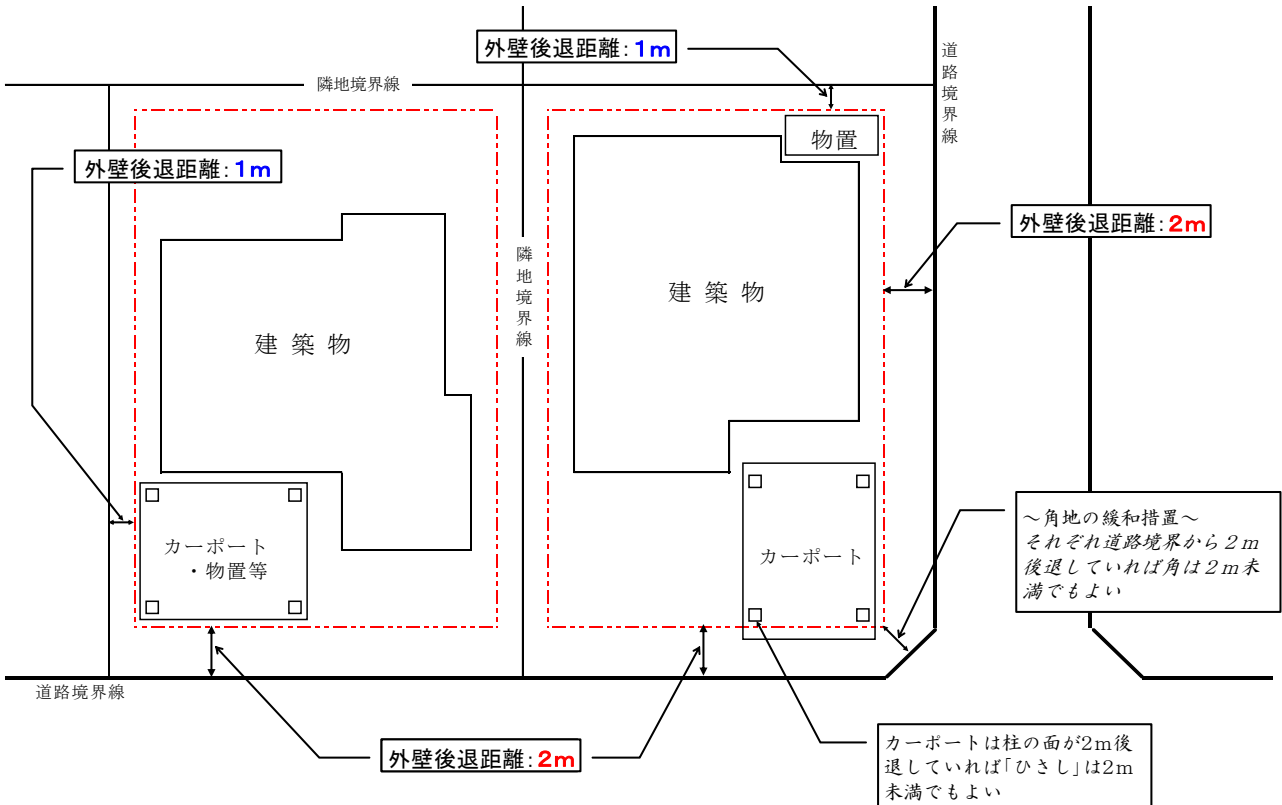 外壁後退距離:1m
道路境界線
隣地境界線
物置
外壁後退距離:1m
外壁後退距離:2m
隣地境界線
建築物
建築物
カーポート
・物置等
カーポート
～角地の緩和措置～
それぞれ道路境界から2m
後退していれば角は2m未
満でもよい
道路境界線
外壁後退距離:2m
カーポートは柱の面が2m後
退していれば「ひさし」は2m
未満でもよい